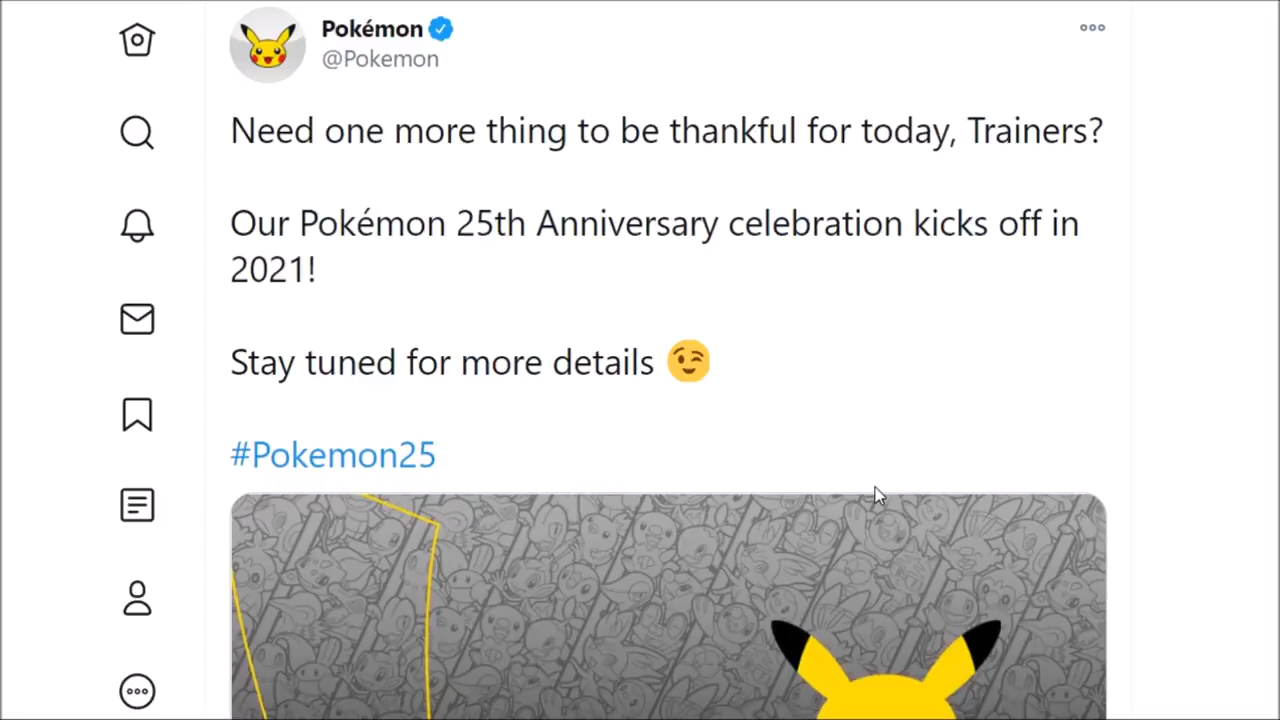 Pokémon
@Pokemon
Need one more thing to be thankful for today, Trainers?
Our Pokémon 25th Anniversary celebration kicks off in
2021!
Stay tuned for more details 😉
#Pokemon25